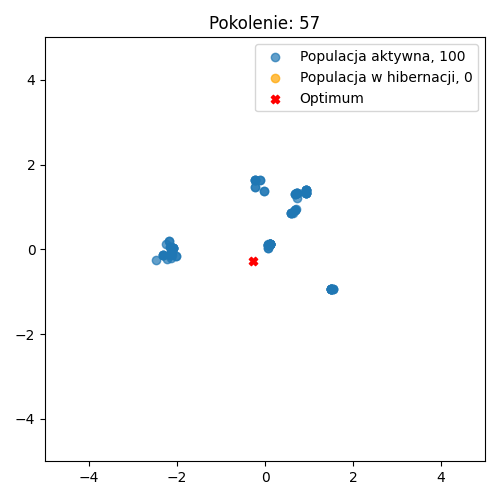 Pokolenie: 57
Populacja aktywna, 100
Populacja w hibernacji, 0
Optimum
4
2
0
−2
−4
−4 −2 0 2 4